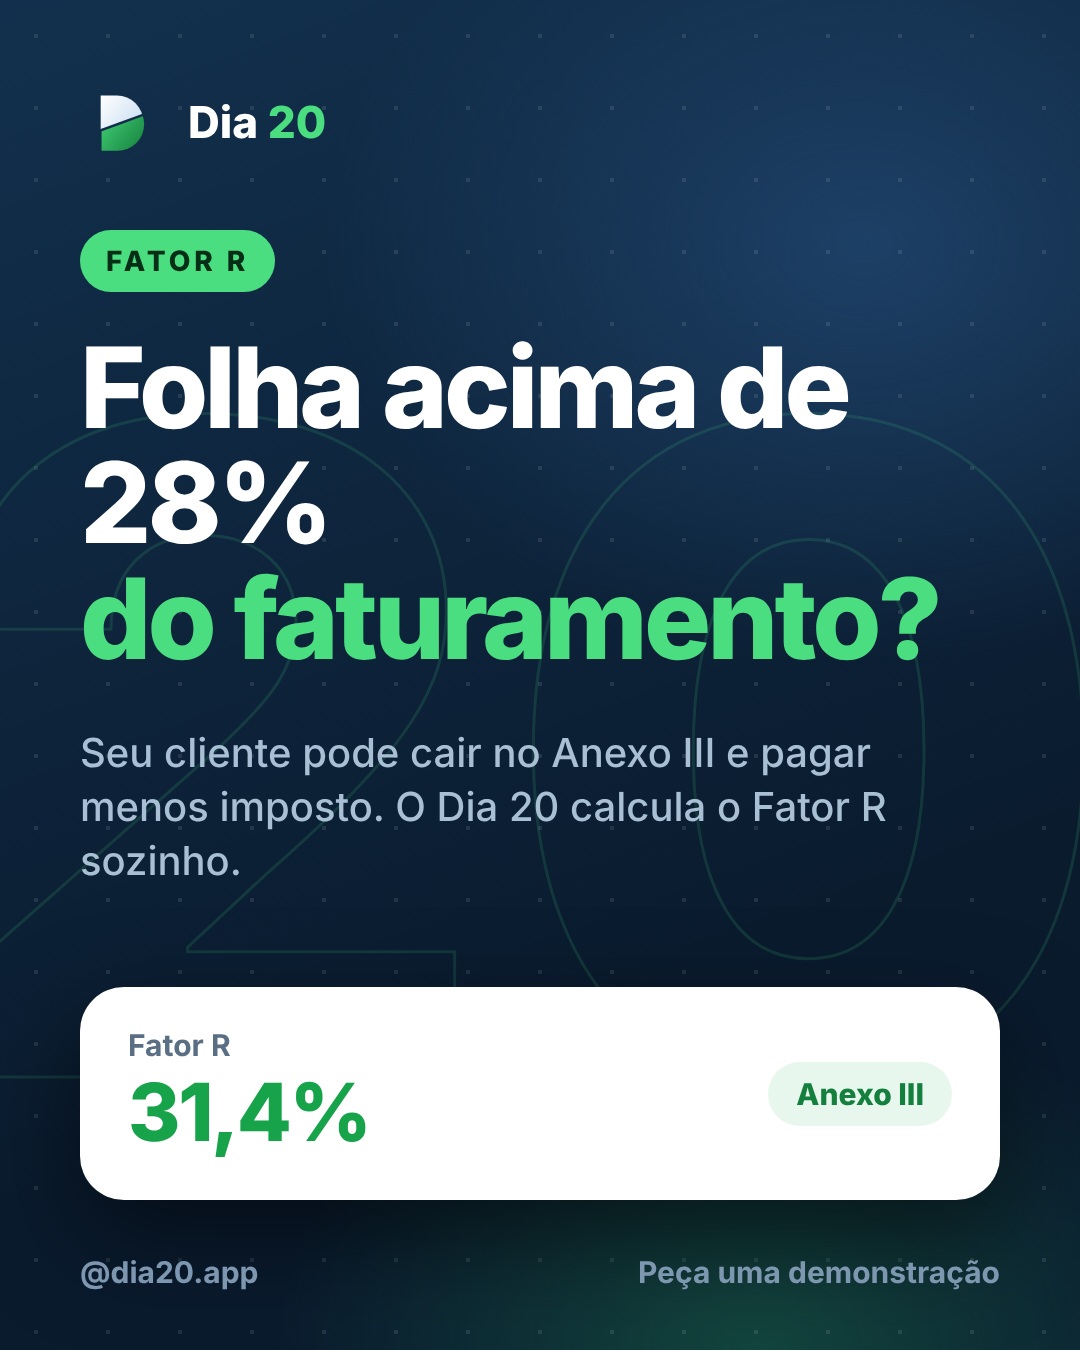 Dia 20
FATOR R
Folha acima de
28%
do faturamento?
Seu cliente pode cair no Anexo III e pagar
menos imposto. O Dia 20 calcula o Fator R
sozinho.
Fator R
31,4%
Anexo III
@dia20.app
Peça uma demonstração